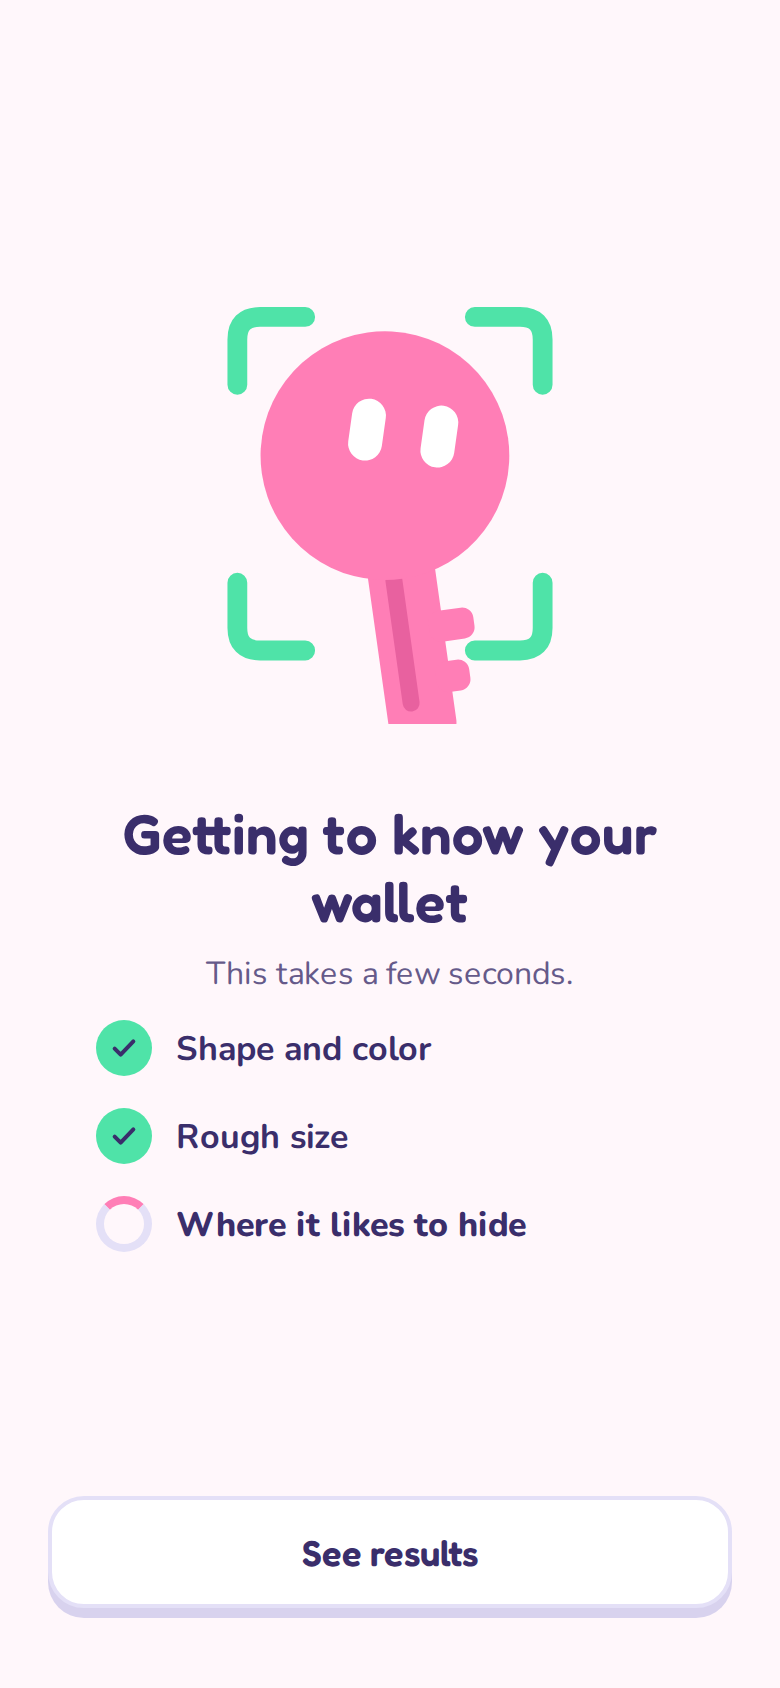 Getting to know your
wallet
This takes a few seconds.
Shape and color
Rough size
Where it likes to hide
See results